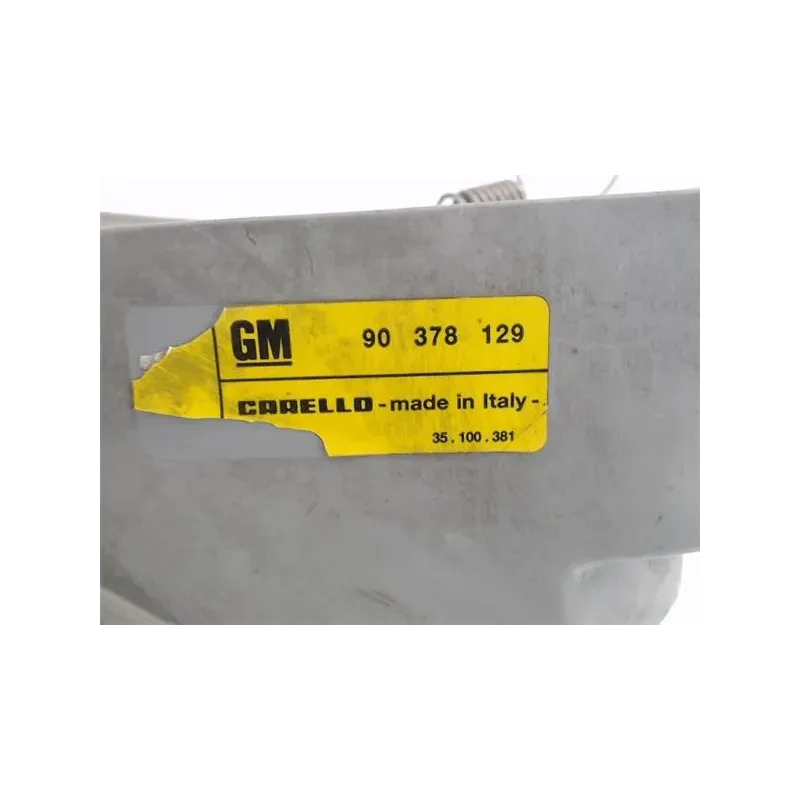 GM 90 378 129
CARELLO - made in Italy -
35.100.381